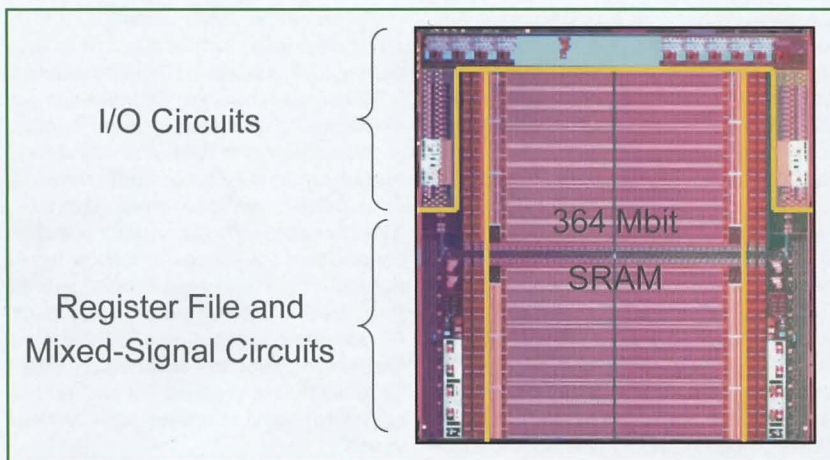 I/O Circuits
364 Mbit
SRAM
Register File and
Mixed-Signal Circuits